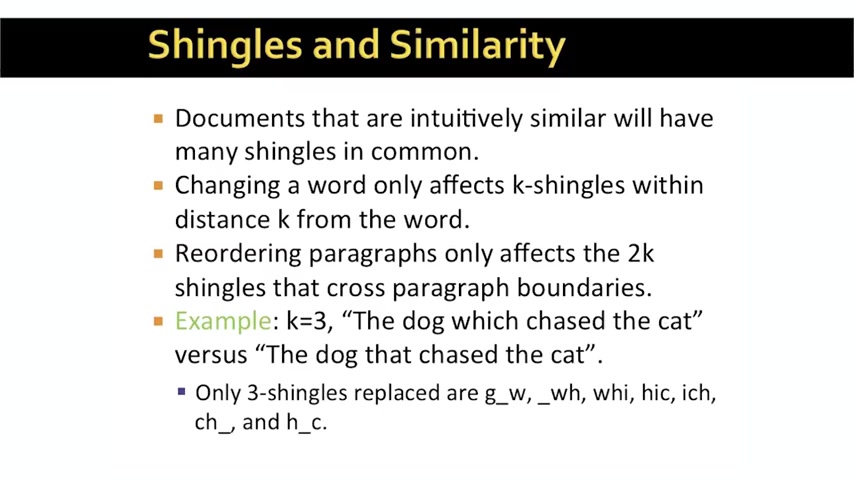 Shingles and Similarity
Documents that are intuitively similar will have
many shingles in common.
Changing a word only affects k-shingles within
distance k from the word.
Reordering paragraphs only affects the 2k
shingles that cross paragraph boundaries.
Example: k=3, “The dog which chased the cat”
versus “The dog that chased the cat”.
Only 3-shingles replaced are g_w, _wh, whi, hic, ich,
ch_, and h_c.